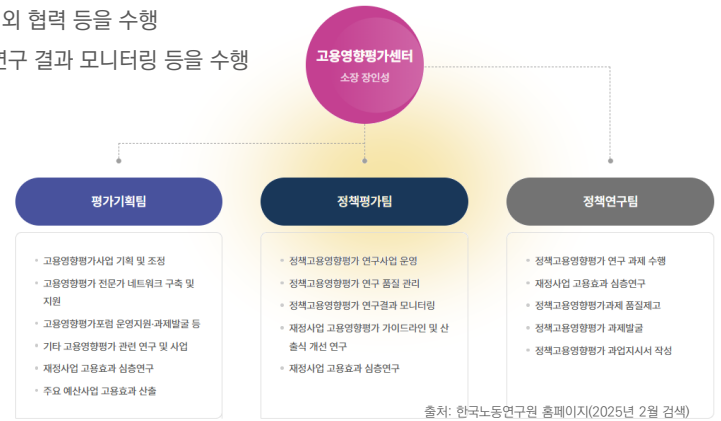 외 협력 등을 수행
연구 결과 모니터링 등을 수행
고용영향평가센터
소장 장인성
평가기획팀
고용영향평가사업 기획 및 조정
고용영향평가 전문가 네트워크 구축 및
지원
고용영향평가포럼 운영지원·과제발굴 등
기타 고용영향평가 관련 연구 및 사업
재정사업 고용효과 심층연구
주요 예산사업 고용효과 산출
정책평가팀
정책고용영향평가 연구사업 운영
정책고용영향평가 연구 품질 관리
정책고용영향평가 연구결과 모니터링
재정사업 고용영향평가 가이드라인 및 산
출식 개선 연구
재정사업 고용효과 심층연구
정책연구팀
정책고용영향평가 연구 과제 수행
재정사업 고용효과 심층연구
정책고용영향평가과제 품질제고
정책고용영향평가 과제발굴
정책고용영향평가 과업지시서 작성
출처: 한국노동연구원 홈페이지(2025년 2월 검색)